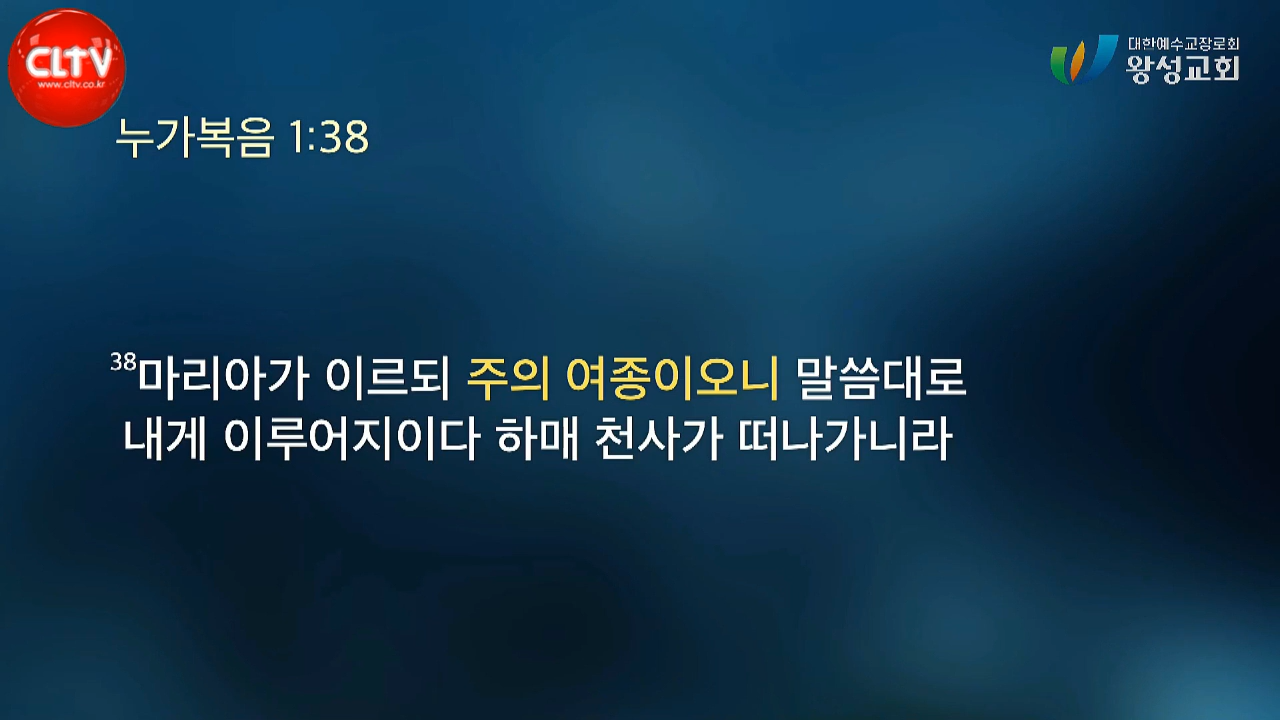 CLTV
www.cltv.co.kr
대한예수교장로회
왕성교회
누가복음 1:38
38마리아가 이르되 주의 여종이오니 말씀대로
내게 이루어지이다 하매 천사가 떠나가니라